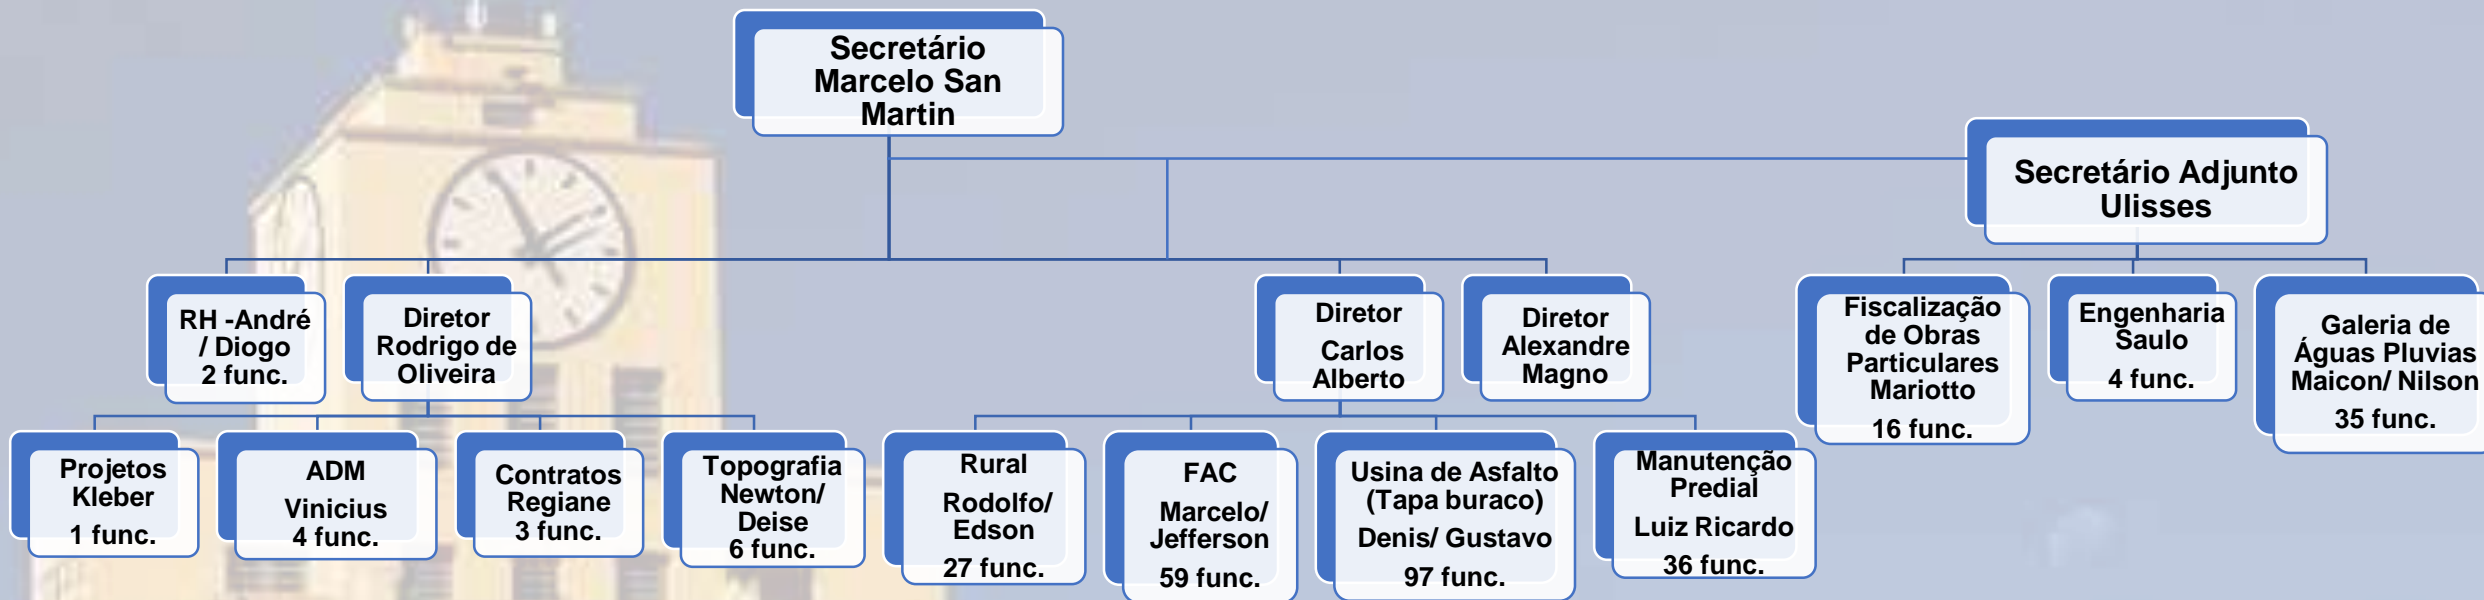 Secretário
Marcelo San
Martin
Secretário Adjunto
Ulisses
RH -André
/ Diogo
2 func.
Diretor
Rodrigo de
Oliveira
Diretor
Carlos
Alberto
Diretor
Alexandre
Magno
Fiscalização
de Obras
Particulares
Mariotto
16 func.
Engenharia
Saulo
4 func.
Galeria de
Águas Pluvias
Maicon/ Nilson
35 func.
Projetos
Kleber
1 func.
ADM
Vinicius
4 func.
Contratos
Regiane
3 func.
Topografia
Newton/
Deise
6 func.
Rural
Rodolfo/
Edson
27 func.
FAC
Marcelo/
Jefferson
59 func.
Usina de Asfalto
(Tapa buraco)
Denis/ Gustavo
97 func.
Manutenção
Predial
Luiz Ricardo
36 func.